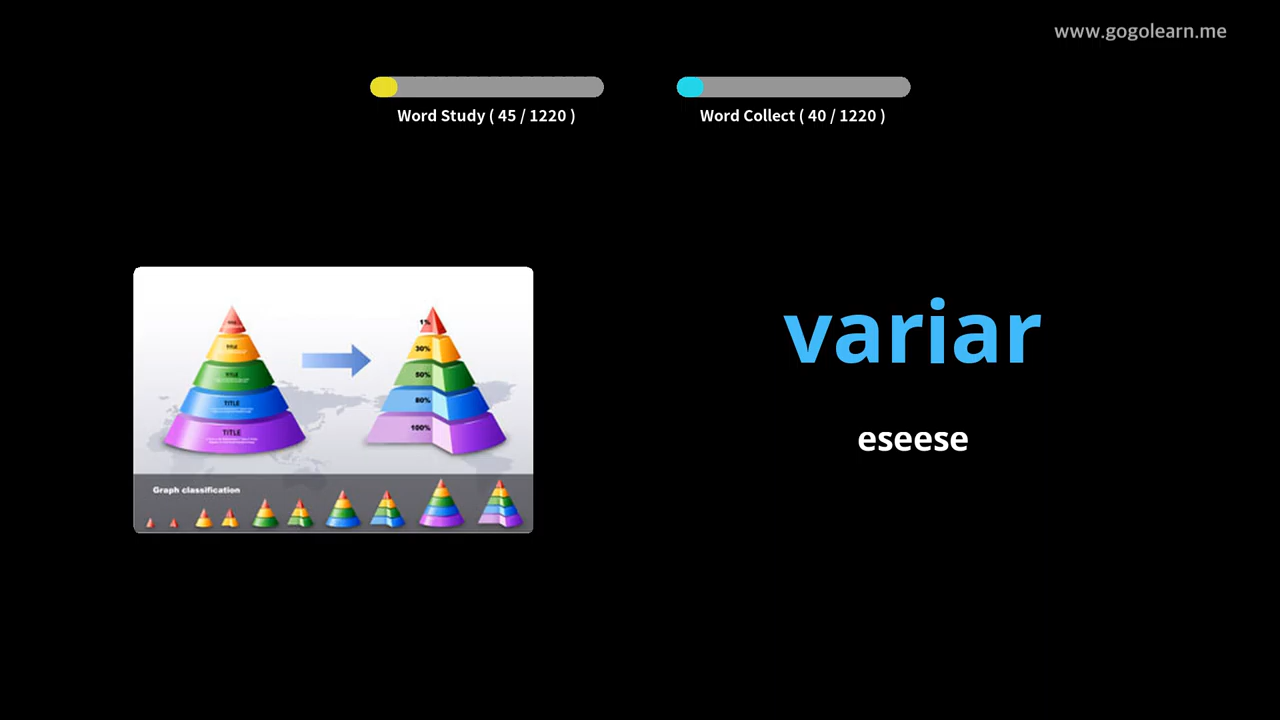 www.gogolearn.me
Word Study ( 45 / 1220 )
Word Collect ( 40 / 1220 )
variar
eseese
TITLE
TITLE
TITLE
TITLE
1%
30%
50%
80%
100%
Graph classification